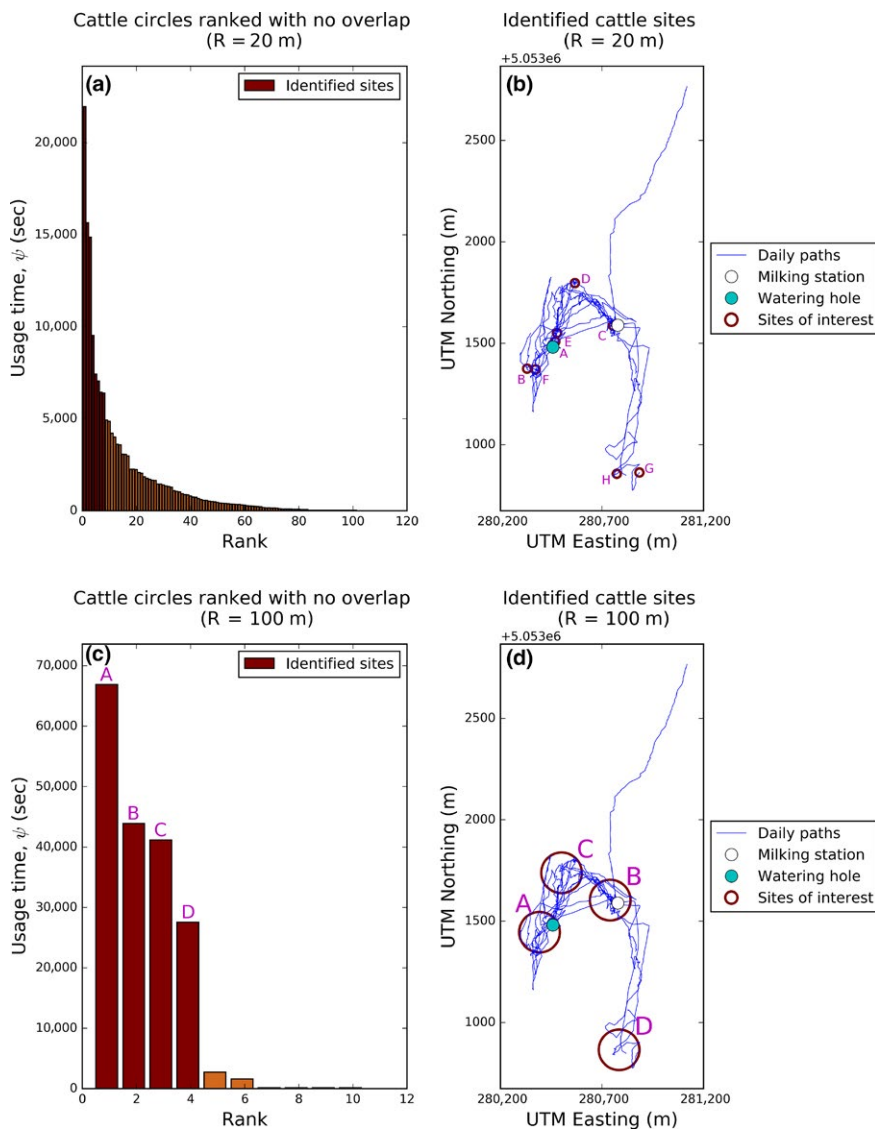 Cattle circles ranked with no overlap
(R = 20 m)
(a)
Identified sites
20,000
15,000
10,000
5,000
0
Usage time, ψ (sec)
0 20 40 60 80 100 120
Rank
Identified cattle sites
(R = 20 m)
+5.053e6
(b)
2500
2000
1500
1000
UTM Northing (m)
D
E
C
A
B
F
G
H
280,200 280,700 281,200
UTM Easting (m)
Daily paths
Milking station
Watering hole
Sites of interest
Cattle circles ranked with no overlap
(R = 100 m)
(c)
Identified sites
70,000
60,000
50,000
40,000
30,000
20,000
10,000
0
Usage time, ψ (sec)
A
B
C
D
0 2 4 6 8 10 12
Rank
Identified cattle sites
(R = 100 m)
+5.053e6
(d)
2500
2000
1500
1000
UTM Northing (m)
C
B
A
D
280,200 280,700 281,200
UTM Easting (m)
Daily paths
Milking station
Watering hole
Sites of interest